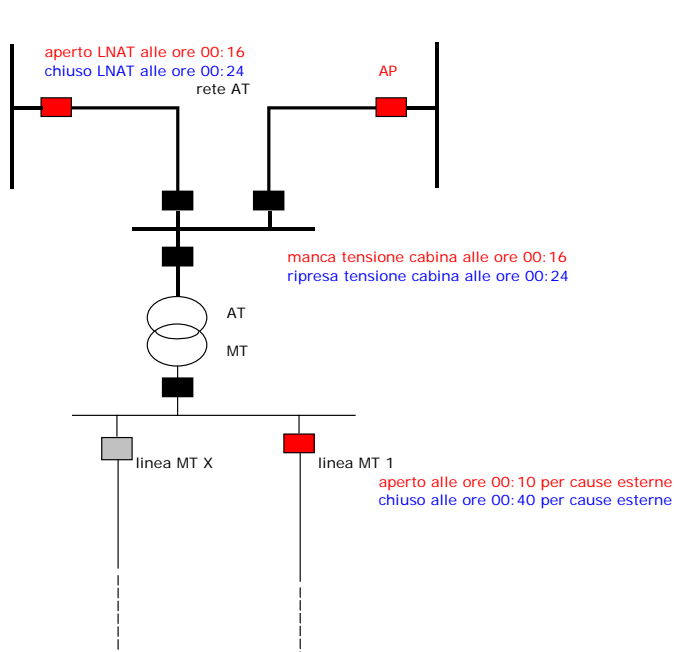 aperto LNAT alle ore 00:16
chiuso LNAT alle ore 00:24
AP
rete AT
manca tensione cabina alle ore 00:16
ripresa tensione cabina alle ore 00:24
AT
MT
linea MT X
linea MT 1
aperto alle ore 00:10 per cause esterne
chiuso alle ore 00:40 per cause esterne